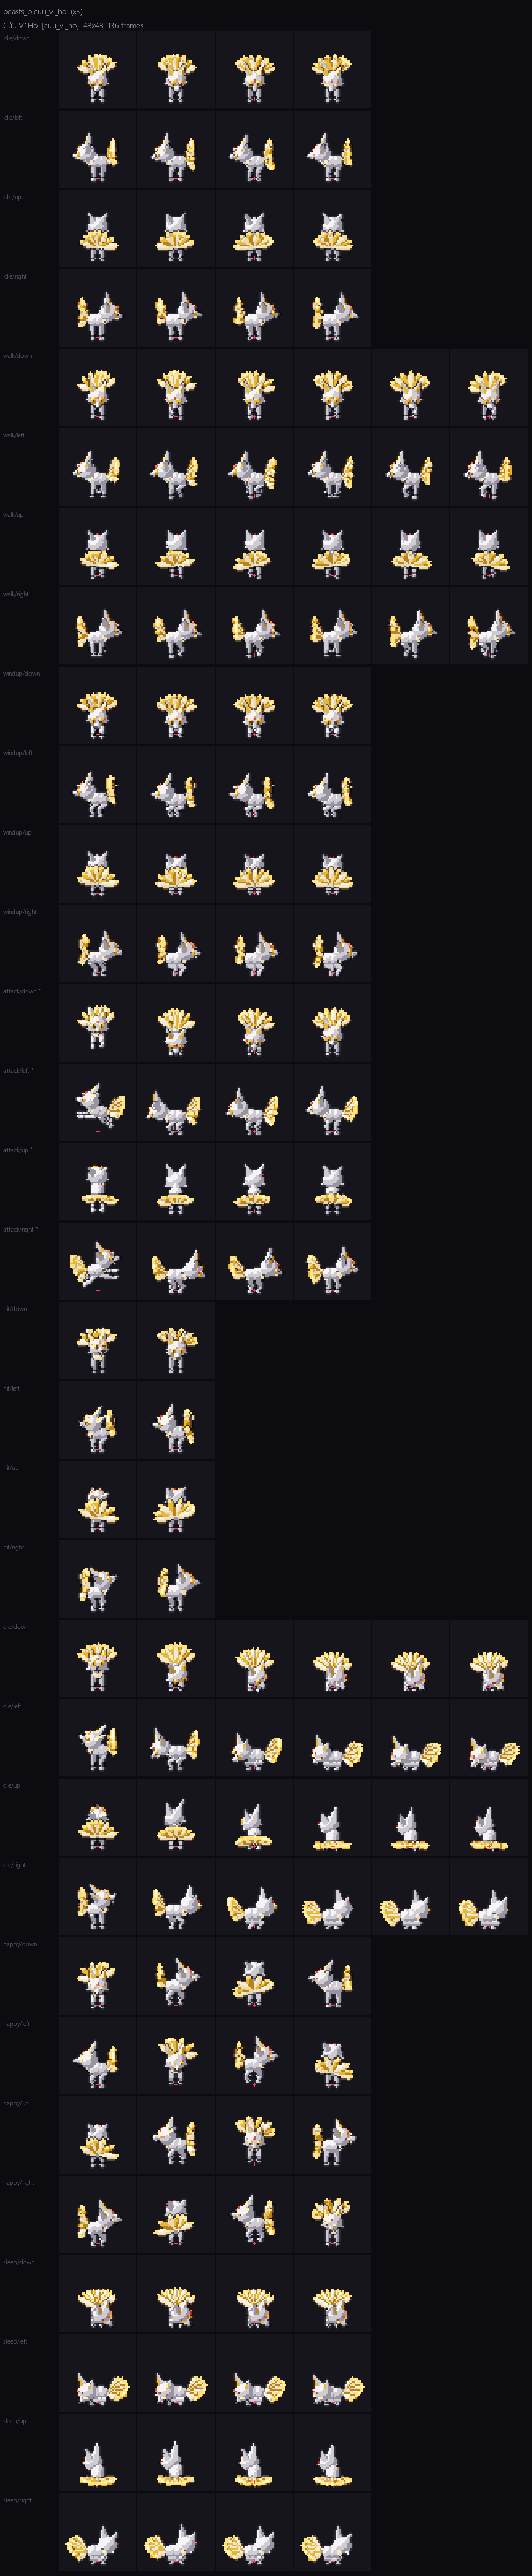 beasts_b cuu_vi_ho (x3)
Cửu Vĩ Hồ [cuu_vi_ho] 48x48 136 frames
idle/down
idle/left
idle/up
idle/right
walk/down
walk/left
walk/up
walk/right
windup/down
windup/left
windup/up
windup/right
attack/down *
attack/left *
attack/up *
attack/right *
hit/down
hit/left
hit/up
hit/right
die/down
die/left
die/up
die/right
happy/down
happy/left
happy/up
happy/right
sleep/down
sleep/left
sleep/up
sleep/right